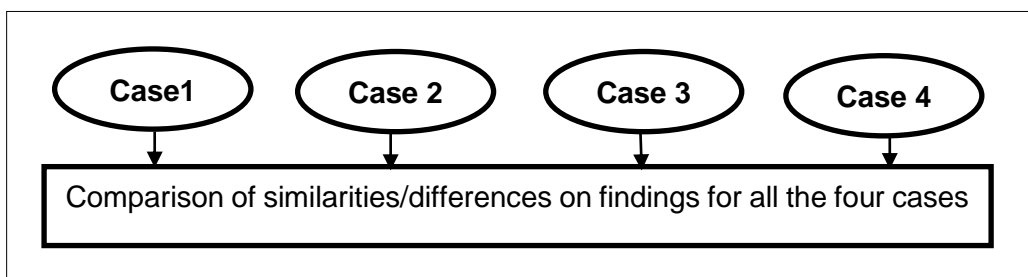 Case1 Case 2 Case 3 Case 4
Comparison of similarities/differences on findings for all the four cases